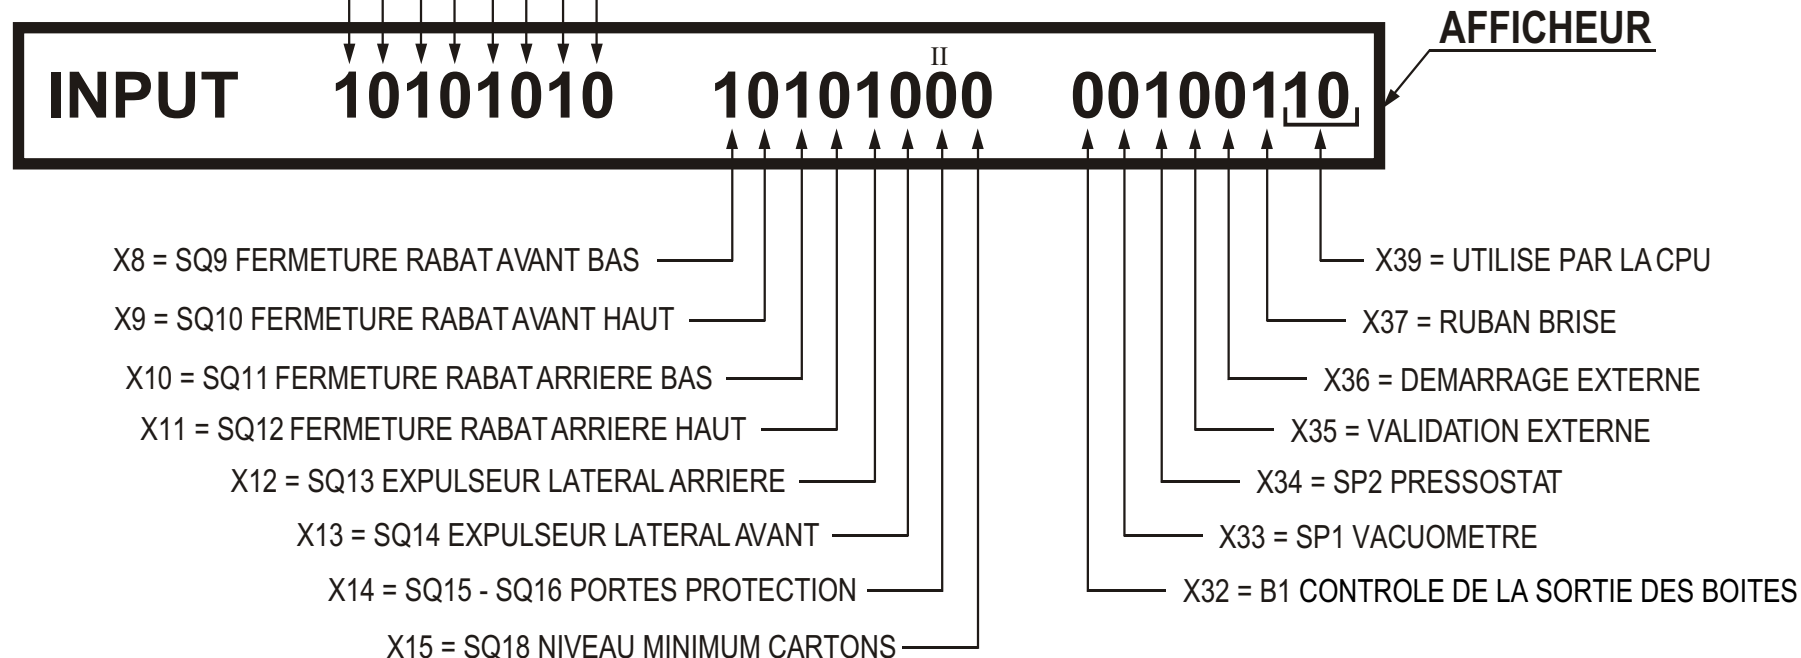 AFFICHEUR
II
INPUT 10101010 10101000 00100110
X8 = SQ9 FERMETURE RABAT AVANT BAS
X39 = UTILISE PAR LA CPU
X9 = SQ10 FERMETURE RABAT AVANT HAUT
X37 = RUBAN BRISE
X10 = SQ11 FERMETURE RABAT ARRIERE BAS
X36 = DEMARRAGE EXTERNE
X11 = SQ12 FERMETURE RABAT ARRIERE HAUT
X35 = VALIDATION EXTERNE
X12 = SQ13 EXPULSEUR LATERAL ARRIERE
X34 = SP2 PRESSOSTAT
X13 = SQ14 EXPULSEUR LATERAL AVANT
X33 = SP1 VACUOMETRE
X14 = SQ15 - SQ16 PORTES PROTECTION
X32 = B1 CONTROLE DE LA SORTIE DES BOITES
X15 = SQ18 NIVEAU MINIMUM CARTONS